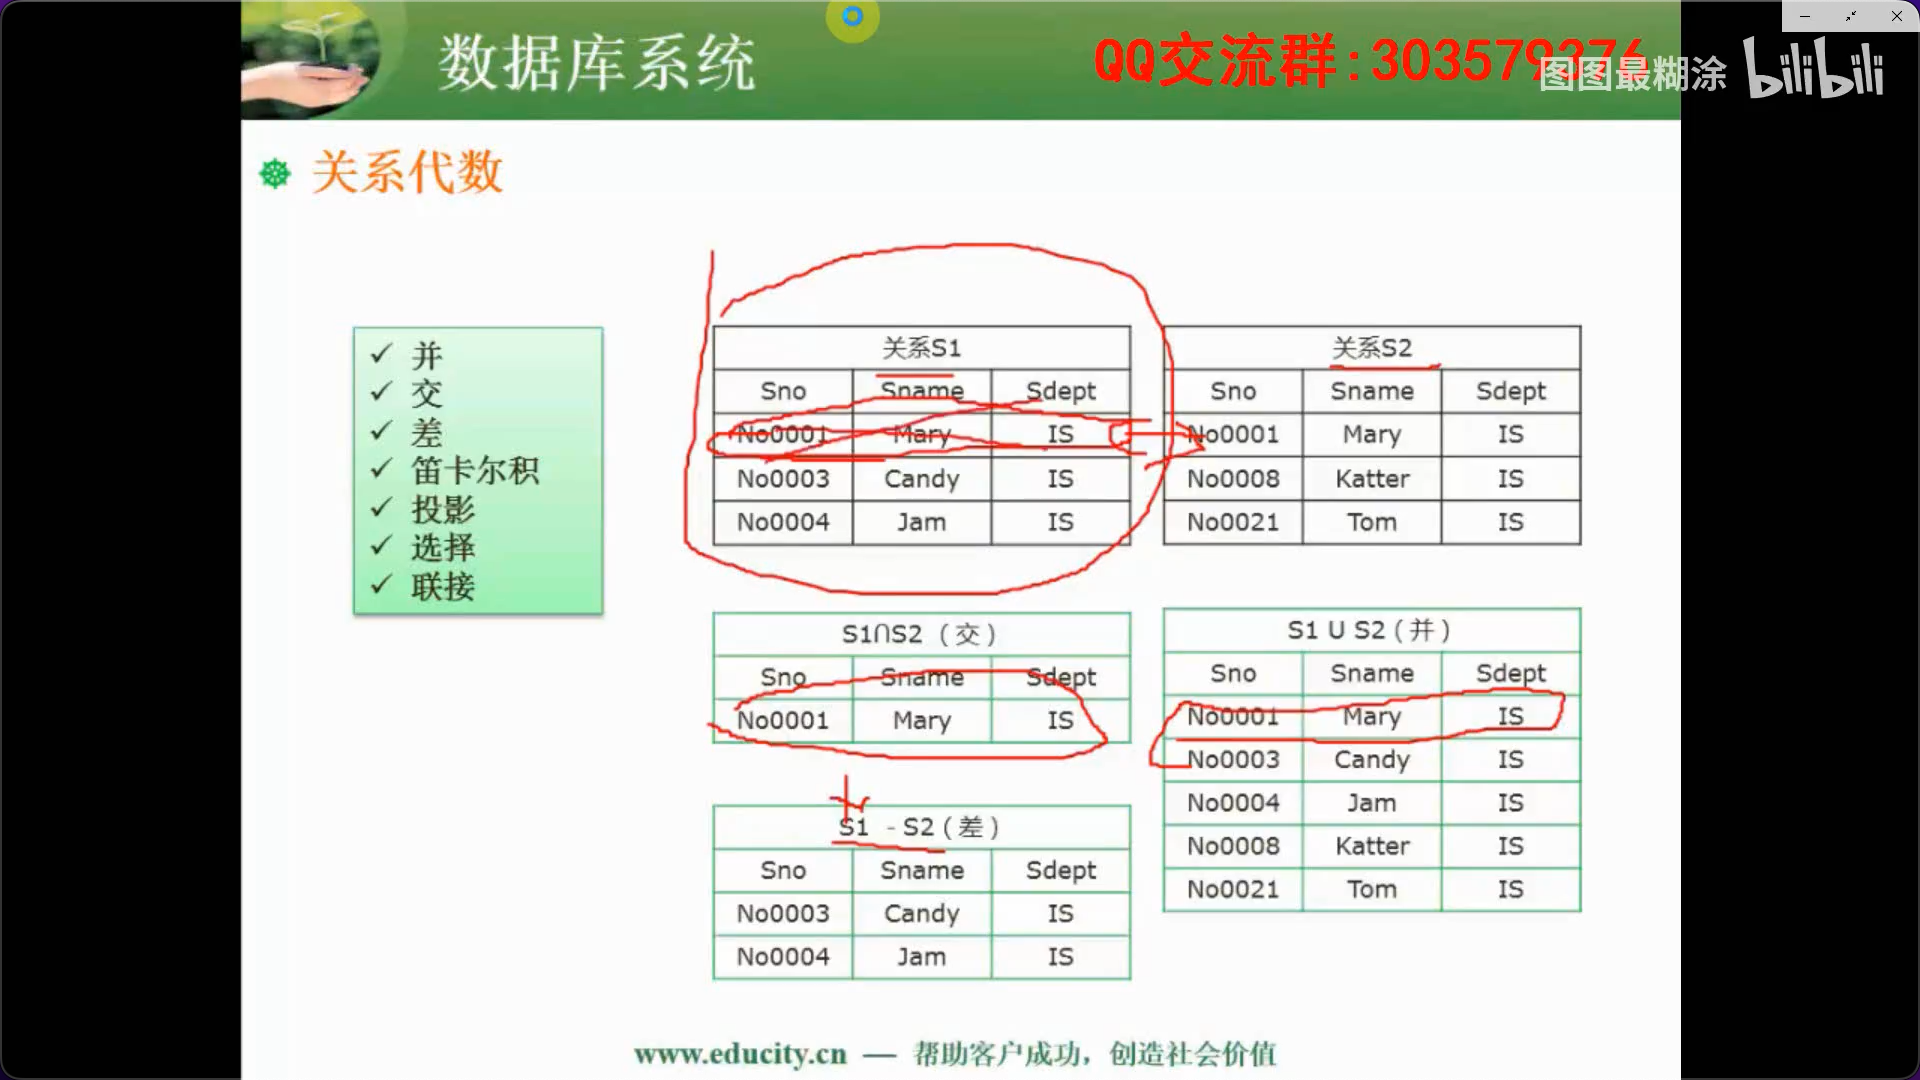 数据库系统
QQ交流群:303579376
图图最糊涂 bilibili
关系代数
✓ 并
✓ 交
✓ 差
✓ 笛卡尔积
✓ 投影
✓ 选择
✓ 联接
关系S1
Sno Sname Sdept
No0001 Mary IS
No0003 Candy IS
No0004 Jam IS
关系S2
Sno Sname Sdept
No0001 Mary IS
No0008 Katter IS
No0021 Tom IS
S1∩S2 （交）
Sno Sname Sdept
No0001 Mary IS
S1 U S2（并）
Sno Sname Sdept
No0001 Mary IS
No0003 Candy IS
No0004 Jam IS
No0008 Katter IS
No0021 Tom IS
S1 - S2（差）
Sno Sname Sdept
No0003 Candy IS
No0004 Jam IS
www.educity.cn — 帮助客户成功，创造社会价值